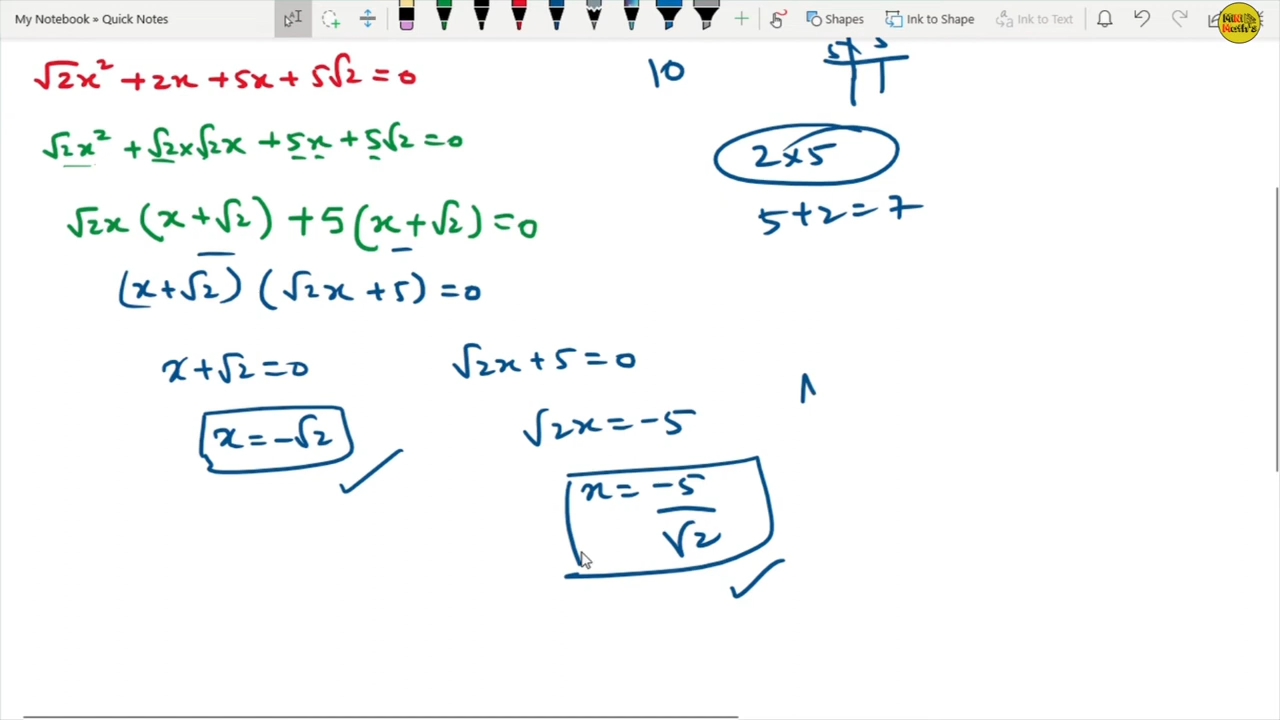 My Notebook » Quick Notes
Shapes
Ink to Shape
Ink to Text
√2x² + 2x + 5x + 5√2 = 0
10
5 x 5
√2x² + √2x√2x + 5x + 5√2 = 0
2x5
√2x (x + √2) + 5 (x + √2) = 0
5 + 2 = 7
(x + √2) (√2x + 5) = 0
x + √2 = 0
√2x + 5 = 0
x = -√2
√2x = -5
x = -5/√2